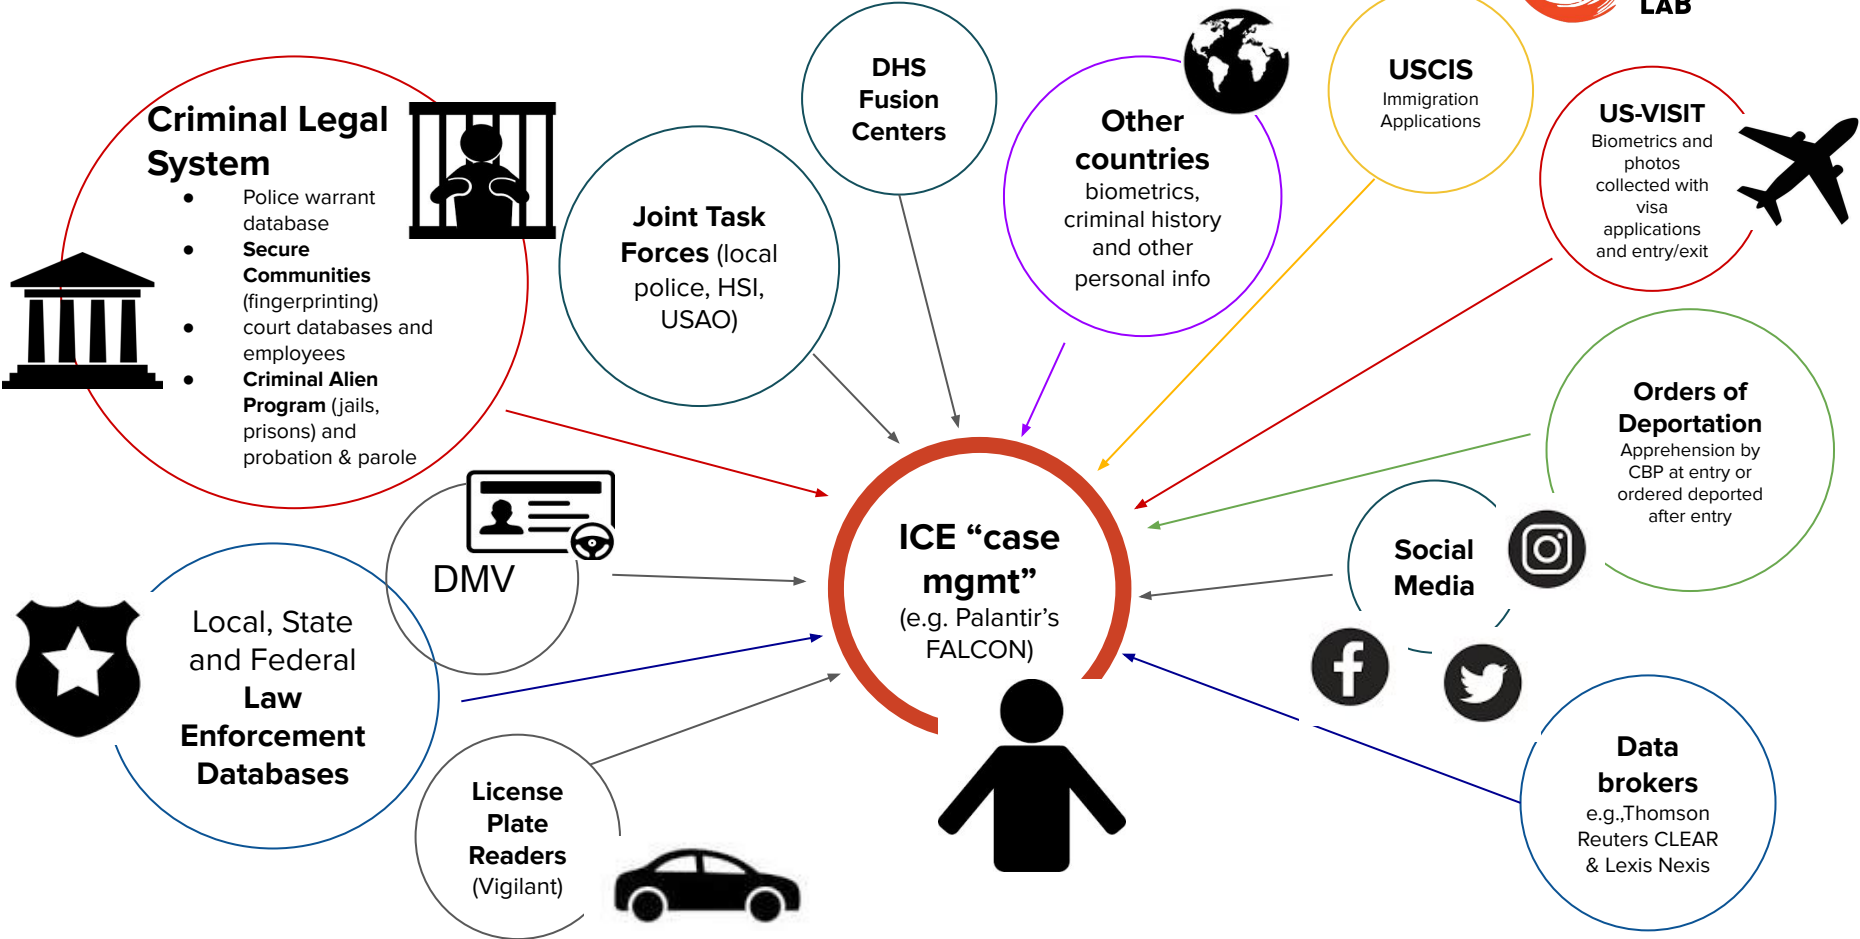 LAB
Criminal Legal
System
● Police warrant
database
● Secure
Communities
(fingerprinting)
● court databases and
employees
● Criminal Alien
Program (jails,
prisons) and
probation & parole
Joint Task
Forces (local
police, HSI,
USAO)
DHS
Fusion
Centers
Other
countries
biometrics,
criminal history
and other
personal info
USCIS
Immigration
Applications
US-VISIT
Biometrics and
photos
collected with
visa
applications
and entry/exit
Orders of
Deportation
Apprehension by
CBP at entry or
ordered deported
after entry
Social
Media
Data
brokers
e.g.,Thomson
Reuters CLEAR
& Lexis Nexis
DMV
Local, State
and Federal
Law
Enforcement
Databases
License
Plate
Readers
(Vigilant)
ICE “case
mgmt”
(e.g. Palantir’s
FALCON)